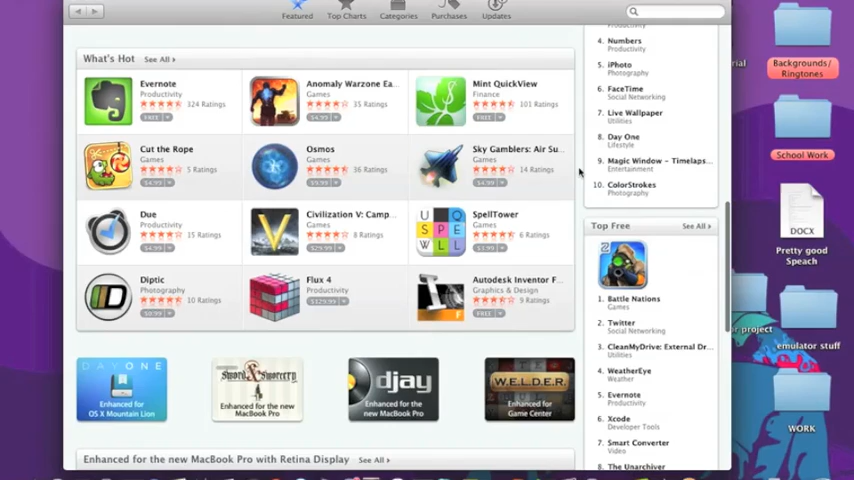 Featured Top Charts Categories Purchases Updates
What's Hot See All
Evernote
Productivity
324 Ratings
FREE
Anomaly Warzone Ea...
Games
35 Ratings
$4.99
Mint QuickView
Finance
101 Ratings
FREE
Cut the Rope
Games
5 Ratings
$4.99
Osmos
Games
36 Ratings
$9.99
Sky Gamblers: Air Su...
Games
14 Ratings
$4.99
Due
Productivity
15 Ratings
$4.99
Civilization V: Camp...
Games
8 Ratings
$29.99
U Q
S P
SPELL
SpellTower
Games
6 Ratings
Diptic
Photography
10 Ratings
$0.99
Flux 4
Productivity
$129.99
Autodesk Inventor F...
Graphics & Design
9 Ratings
FREE
DAY ONE
Enhanced for
OS X Mountain Lion
Sword & Sworcery
Enhanced for the new
MacBook Pro
djay
Enhanced for the
new MacBook Pro
W.E.L.D.E.R.
Enhanced for
Game Center
Enhanced for the new MacBook Pro with Retina Display See All
4. Numbers
Productivity
5. iPhoto
Photography
6. FaceTime
Social Networking
7. Live Wallpaper
Utilities
8. Day One
Lifestyle
9. Magic Window – Timelaps...
Entertainment
10. ColorStrokes
Photography
Top Free See All
2
1. Battle Nations
Games
2. Twitter
Social Networking
3. CleanMyDrive: External Dr...
Utilities
4. WeatherEye
Weather
5. Evernote
Productivity
6. Xcode
Developer Tools
7. Smart Converter
Video
8. The Unarchiver
Backgrounds/
Ringtones
School Work
DOCX
Pretty good
Speach
emulator stuff
WORK